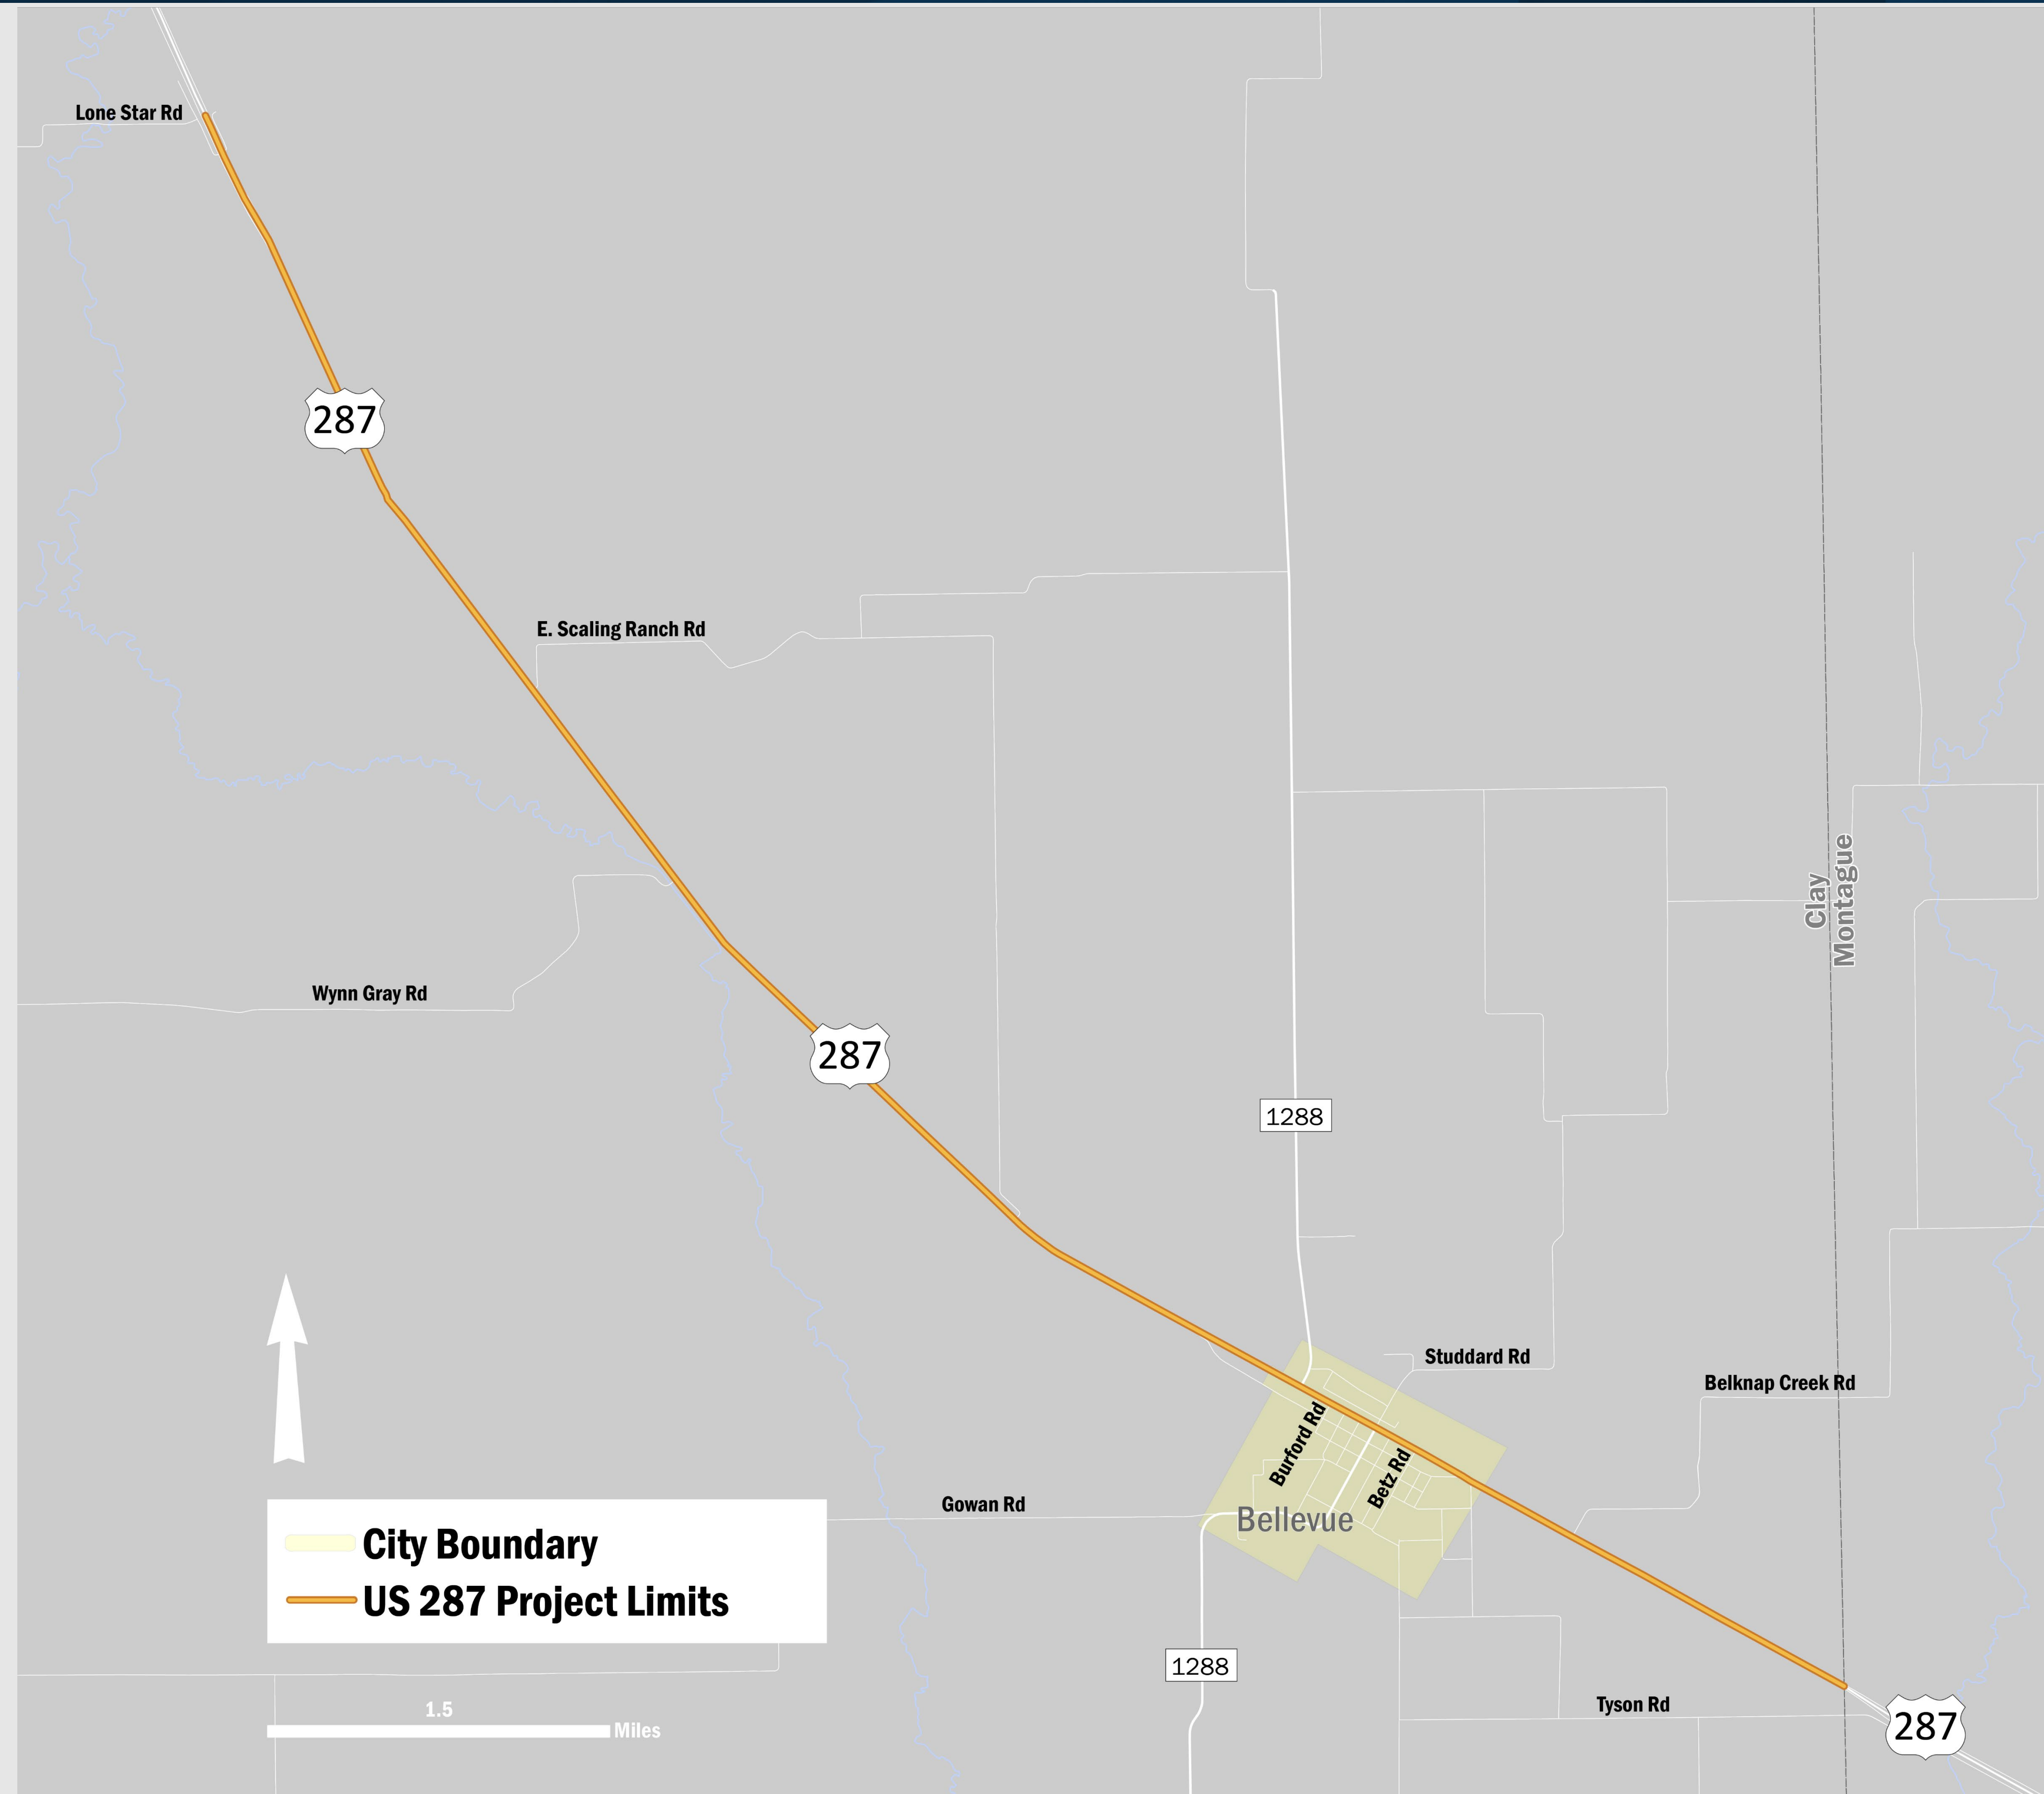 Lone Star Rd
287
E. Scaling Ranch Rd
Clay
Montague
Wynn Gray Rd
287
1288
Studdard Rd
Belknap Creek Rd
Burford Rd
Betz Rd
Gowan Rd
Bellevue
City Boundary
US 287 Project Limits
1288
Tyson Rd
1.5
Miles
287